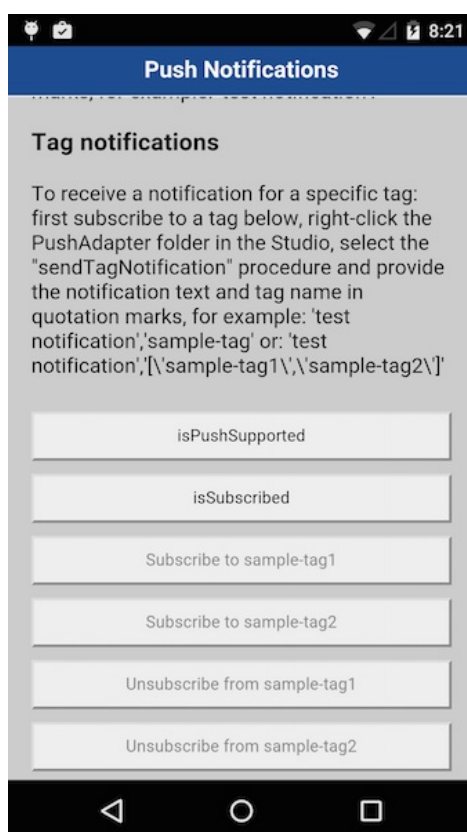 8:21
Push Notifications
Tag notifications
To receive a notification for a specific tag:
first subscribe to a tag below, right-click the
PushAdapter folder in the Studio, select the
"sendTagNotification" procedure and provide
the notification text and tag name in
quotation marks, for example: 'test
notification','sample-tag' or: 'test
notification','[\'sample-tag1\',\'sample-tag2\']'
isPushSupported
isSubscribed
Subscribe to sample-tag1
Subscribe to sample-tag2
Unsubscribe from sample-tag1
Unsubscribe from sample-tag2